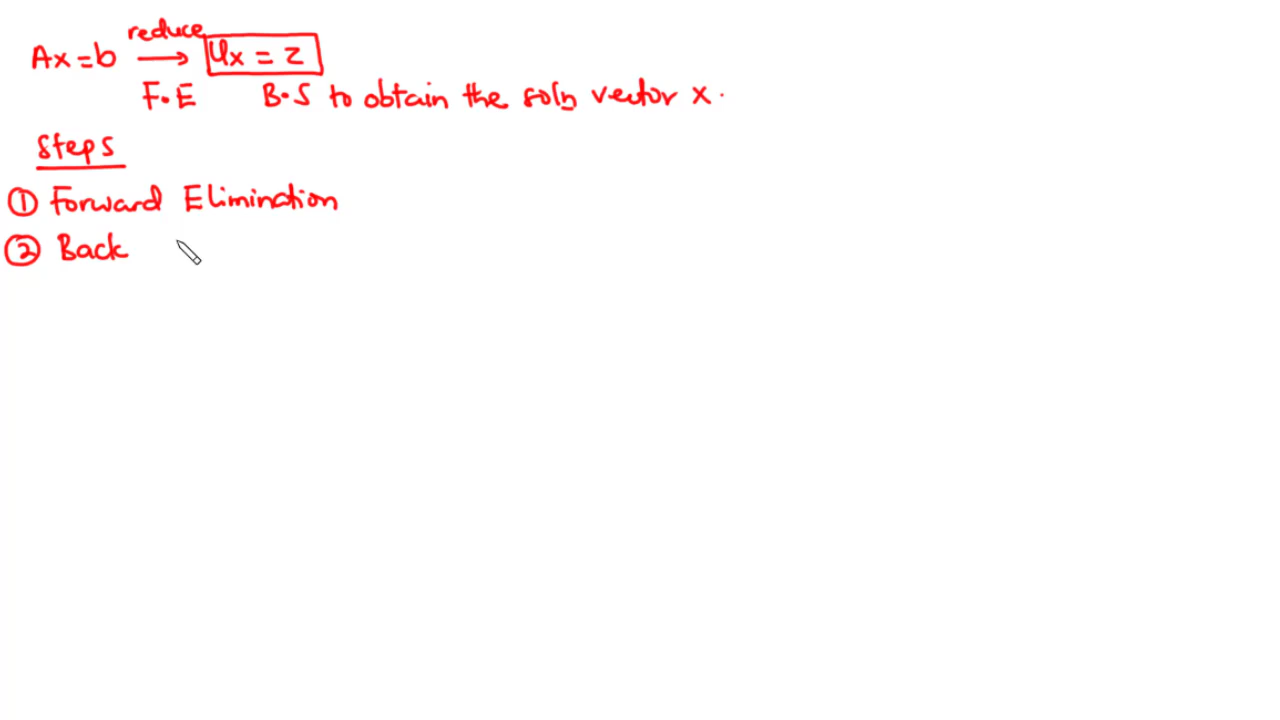 Ax=b reduce → Ux = z
F.E B.S to obtain the soln vector x.
Steps
① Forward Elimination
② Back